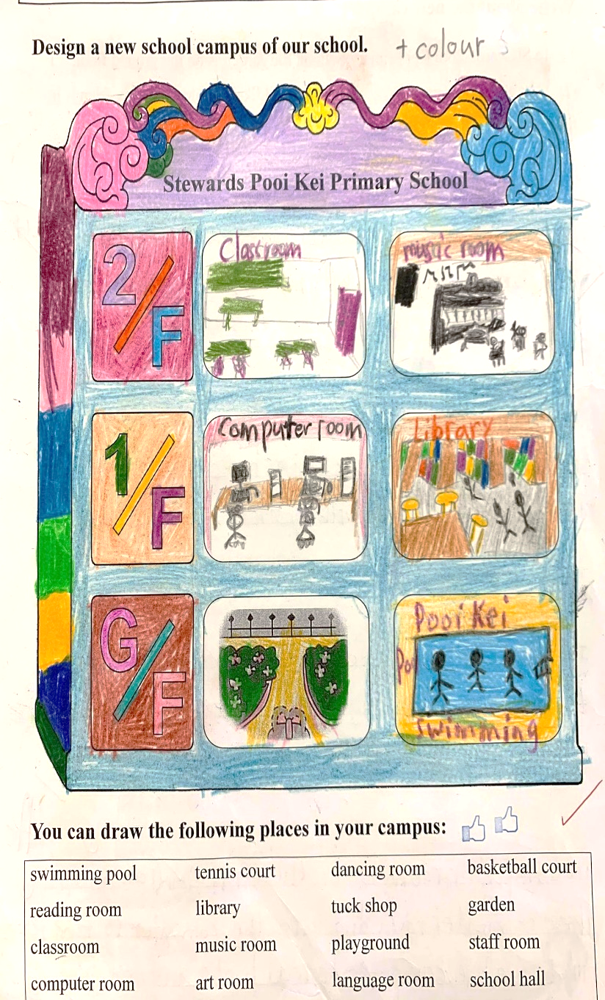 Design a new school campus of our school. + colour
Stewards Pooi Kei Primary School
2/F
Classroom
music room
1/F
Computer room
Library
G/F
Pooi Kei
swimming
You can draw the following places in your campus:
swimming pool tennis court dancing room basketball court
reading room library tuck shop garden
classroom music room playground staff room
computer room art room language room school hall